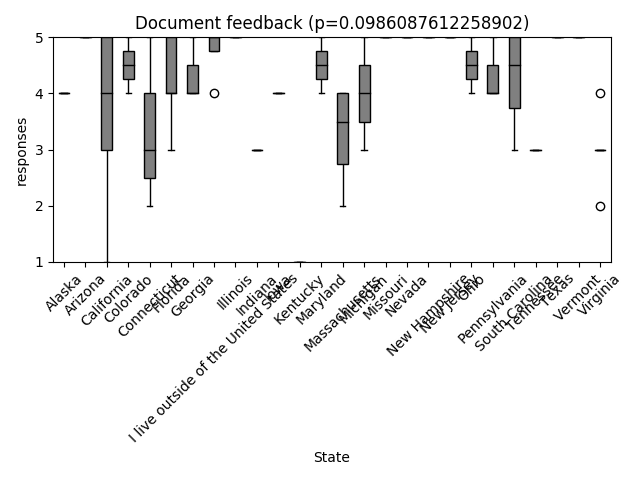 Document feedback (p=0.0986087612258902)
responses
5
4
3
2
1
Alaska
Arizona
California
Colorado
Connecticut
Florida
Georgia
I live outside of the United States
Illinois
Indiana
Iowa
Kentucky
Maryland
Massachusetts
Michigan
Missouri
Nevada
New Hampshire
New Jersey
Ohio
Pennsylvania
South Carolina
Tennessee
Texas
Vermont
Virginia
State